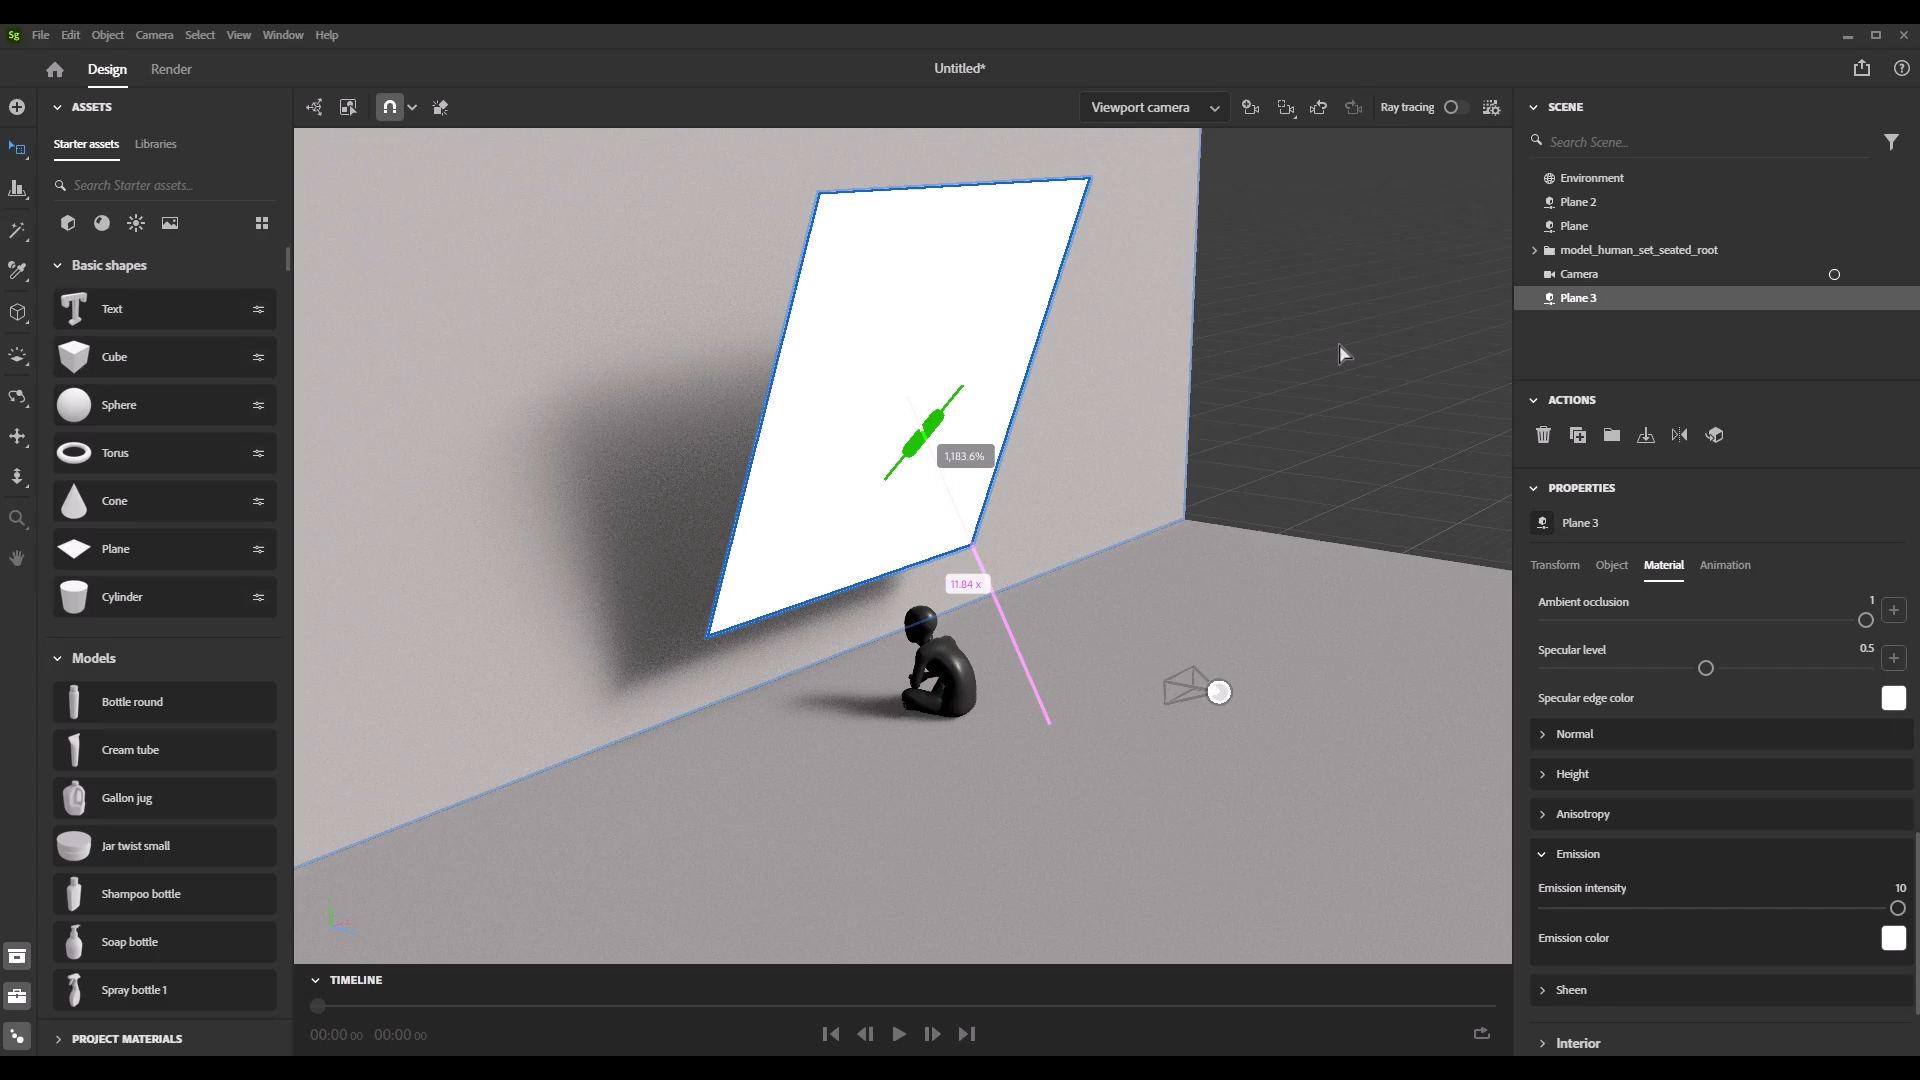 Sg File Edit Object Camera Select View Window Help
Design Render
Untitled*
ASSETS
Starter assets Libraries
Search Starter assets...
Basic shapes
Text
Cube
Sphere
Torus
Cone
Plane
Cylinder
Models
Bottle round
Cream tube
Gallon jug
Jar twist small
Shampoo bottle
Soap bottle
Spray bottle 1
PROJECT MATERIALS
Viewport camera
Ray tracing
1,183.6%
11.84 x
TIMELINE
00:00 00 00:00 00
SCENE
Search Scene...
Environment
Plane 2
Plane
model_human_set_seated_root
Camera
Plane 3
ACTIONS
PROPERTIES
Plane 3
Transform Object Material Animation
Ambient occlusion 1
Specular level 0.5
Specular edge color
Normal
Height
Anisotropy
Emission
Emission intensity 10
Emission color
Sheen
Interior